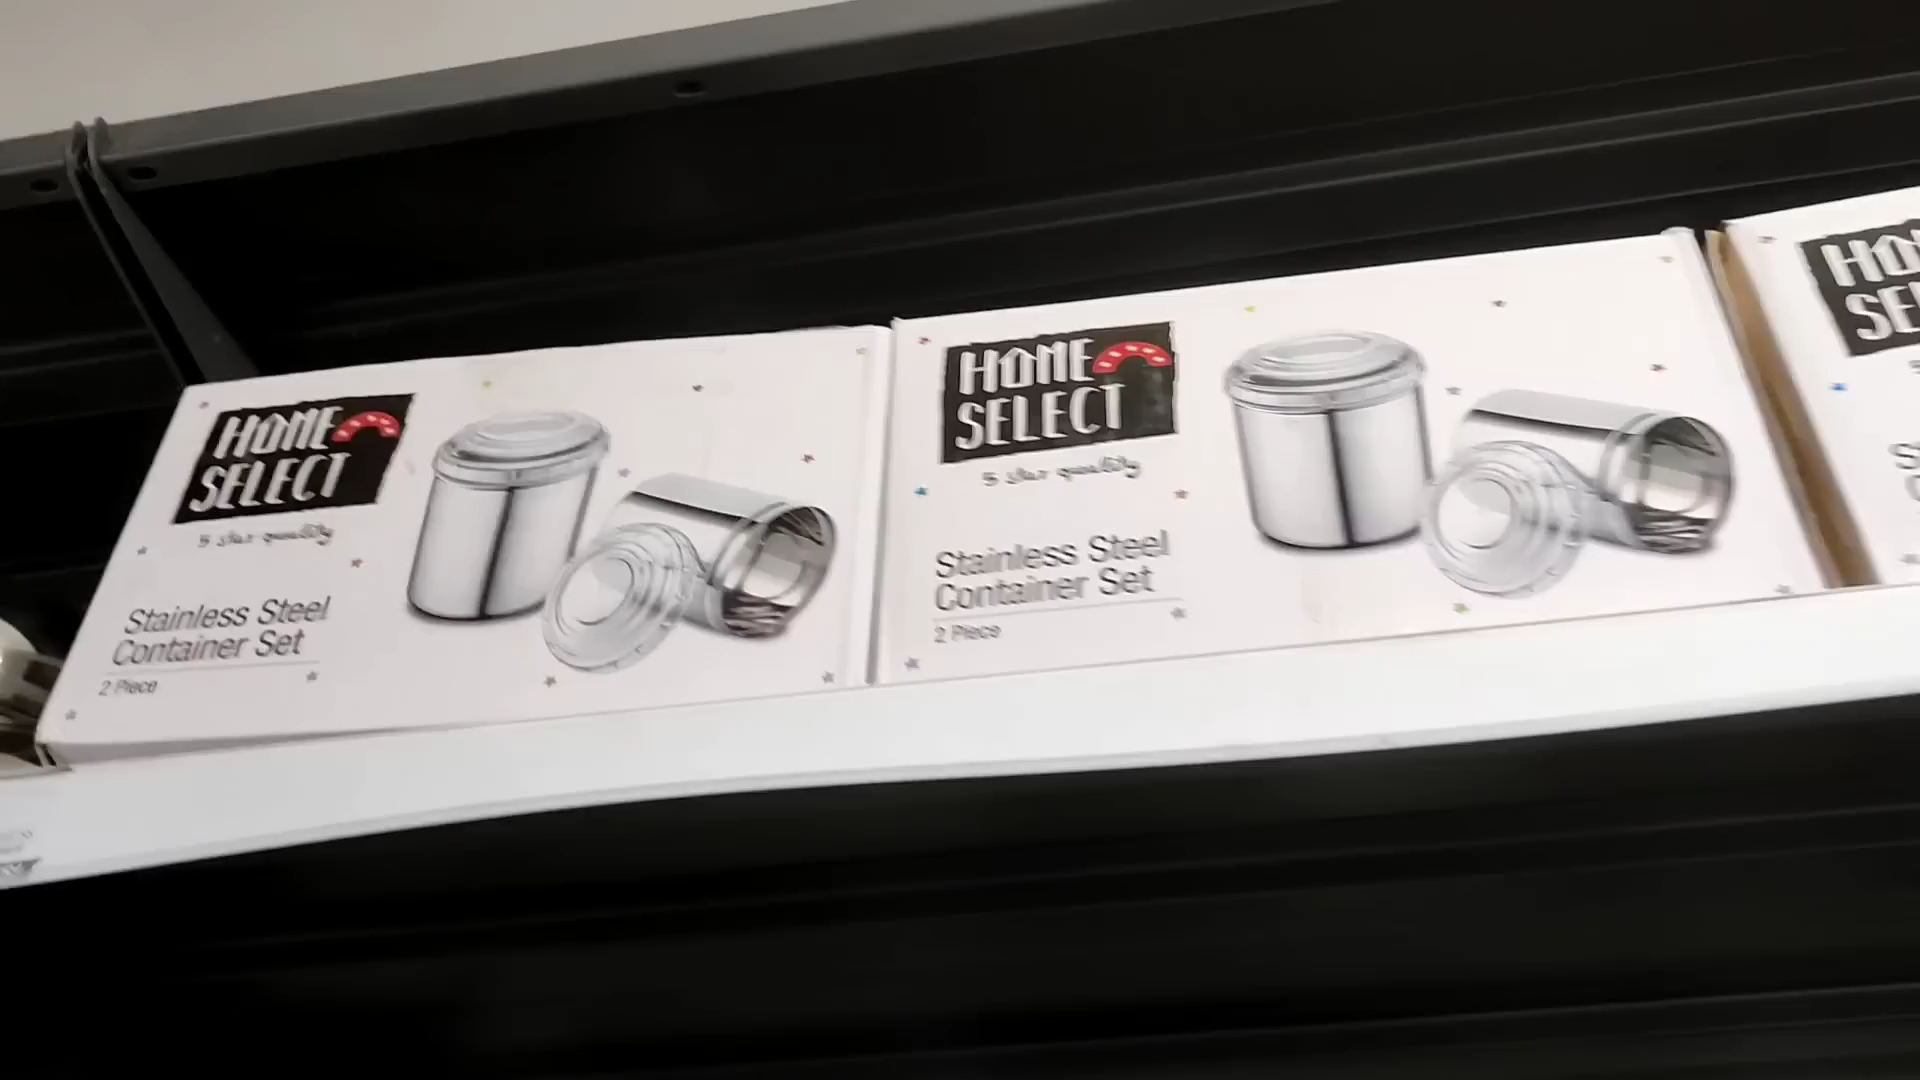 HOME
SELECT
5 star quality
Stainless Steel
Container Set
2 Piece
HOME
SELECT
5 star quality
Stainless Steel
Container Set
2 Piece